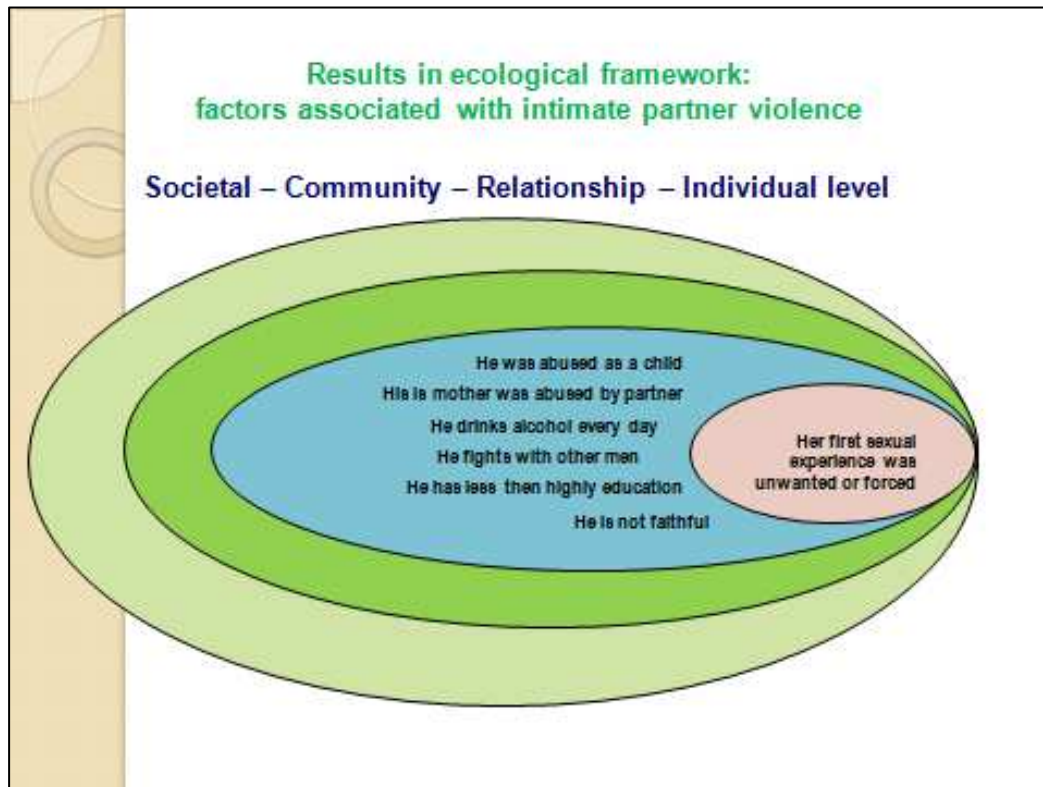 Results in ecological framework:
factors associated with intimate partner violence
Societal – Community – Relationship – Individual level
He was abused as a child
His is mother was abused by partner
He drinks alcohol every day
He fights with other men
He has less then highly education
He is not faithful
Her first sexual
experience was
unwanted or forced